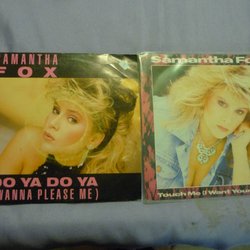 SAMANTHA
FOX
DO YA DO YA
(WANNA PLEASE ME)
Samantha Fo
Touch Me (I Want Your